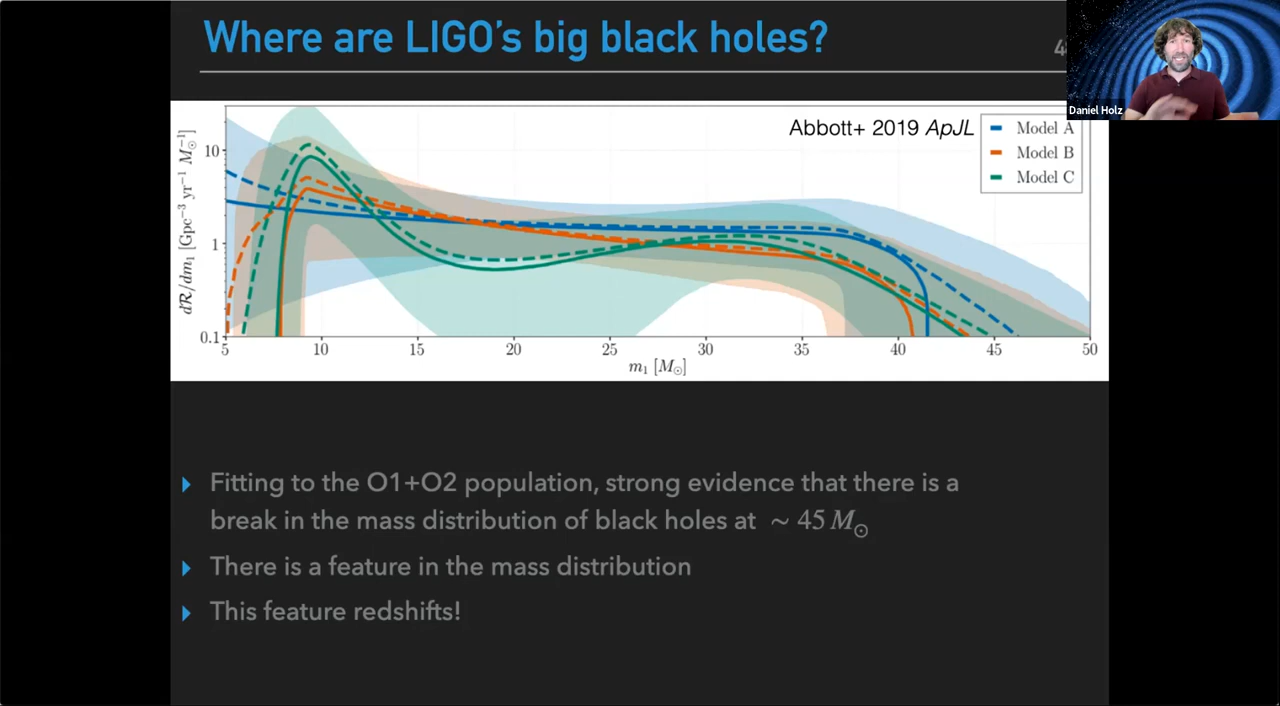 Where are LIGO's big black holes?
4
Daniel Holz
Abbott+ 2019 ApJL
Model A
Model B
Model C
dR/dm₁ [Gpc⁻³ yr⁻¹ M⊙⁻¹]
10
1
0.1
5 10 15 20 25 30 35 40 45 50
m₁ [M⊙]
▸ Fitting to the O1+O2 population, strong evidence that there is a
break in the mass distribution of black holes at ~ 45 M⊙
▸ There is a feature in the mass distribution
▸ This feature redshifts!